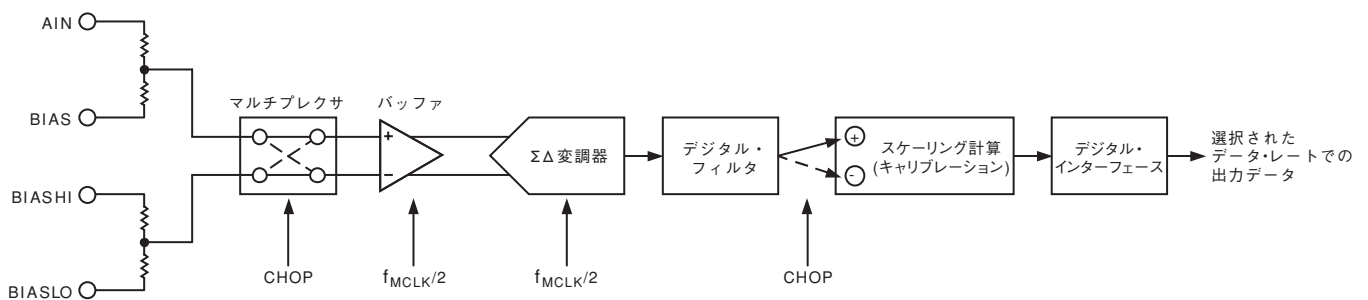 AIN
BIAS
BIASHI
BIASLO
マルチプレクサ
CHOP
バッファ
+
−
fMCLK/2
ΣΔ変調器
fMCLK/2
デジタル・
フィルタ
CHOP
+
-
スケーリング計算
(キャリブレーション)
デジタル・
インターフェース
選択された
データ・レートでの
出力データ